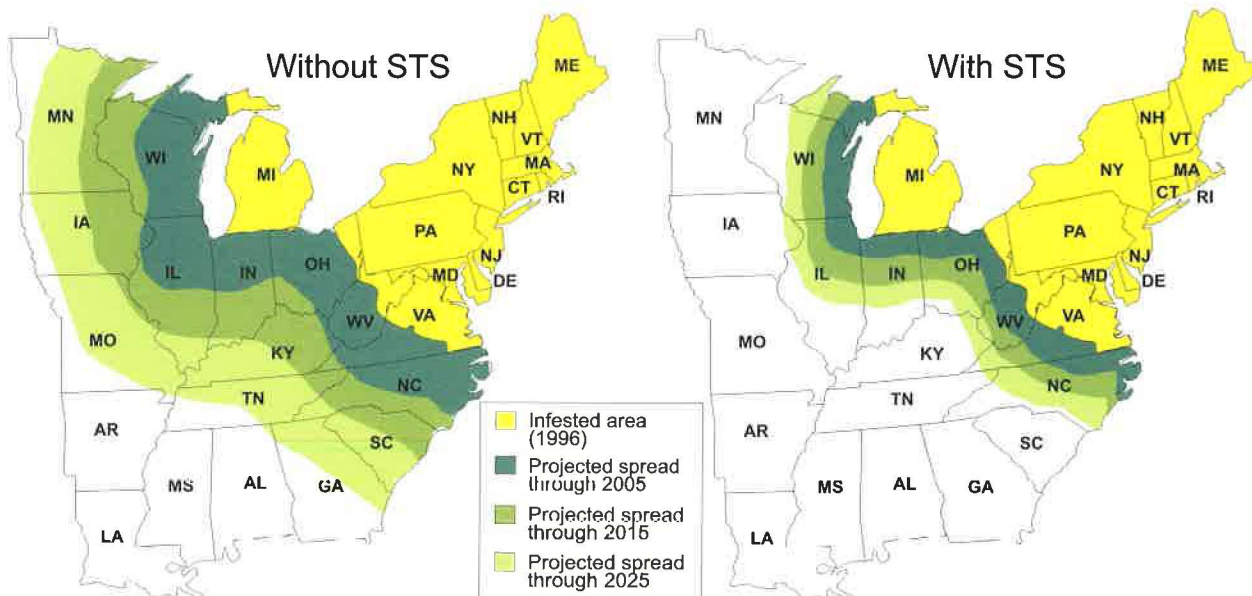 Without STS
ME
MN
NH
VT
WI
NY
MA
MI
CT
RI
IA
PA
OH
NJ
IL
IN
MD
DE
WV
VA
MO
KY
NC
TN
AR
SC
MS
AL
GA
LA
Infested area
(1996)
Projected spread
through 2005
Projected spread
through 2015
Projected spread
through 2025
With STS
ME
MN
NH
VT
WI
NY
MA
MI
CT
RI
IA
PA
OH
NJ
IL
IN
MD
DE
WV
VA
MO
KY
NC
TN
AR
SC
MS
AL
GA
LA